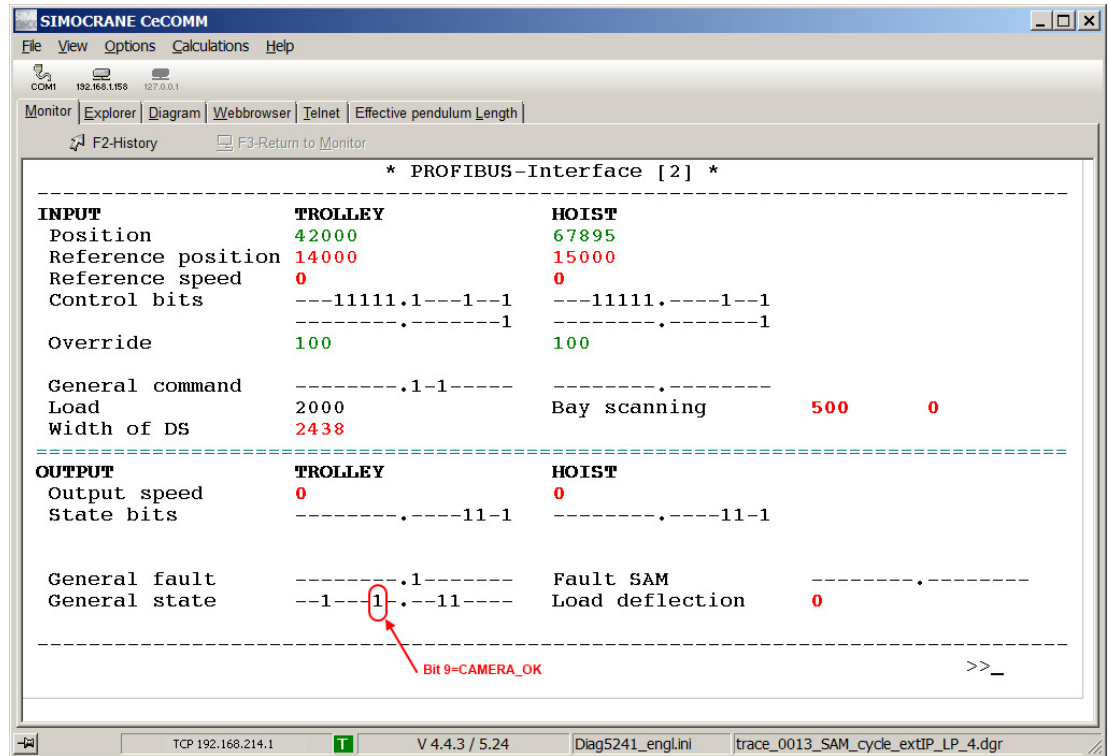 SIMOCRANE CeCOMM
File View Options Calculations Help
COM1 192.168.1.158 127.0.0.1
Monitor Explorer Diagram Webbrowser Telnet Effective pendulum Length
F2-History F3-Return to Monitor
* PROFIBUS-Interface [2] *
INPUT TROLLEY HOIST
Position 42000 67895
Reference position 14000 15000
Reference speed 0 0
Control bits ---11111.1---1--1 ---11111.----1--1
--------.-------1 --------.-------1
Override 100 100
General command --------.1-1----- --------.--------
Load 2000 Bay scanning 500 0
Width of DS 2438
OUTPUT TROLLEY HOIST
Output speed 0 0
State bits --------.----11-1 --------.----11-1
General fault --------.1------- Fault SAM --------.--------
General state --1---1-.--11---- Load deflection 0
Bit 9=CAMERA_OK
>>_
TCP 192.168.214.1 T V 4.4.3 / 5.24 Diag5241_engl.ini trace_0013_SAM_cycle_extIP_LP_4.dgr